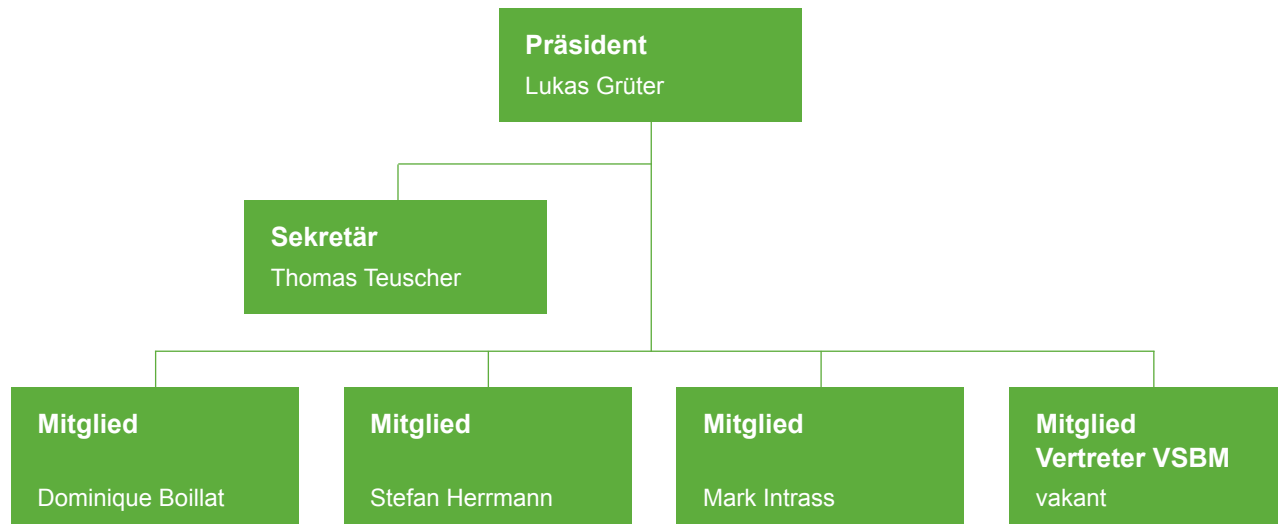 Präsident
Lukas Grüter
Sekretär
Thomas Teuscher
Mitglied
Dominique Boillat
Mitglied
Stefan Herrmann
Mitglied
Mark Intrass
Mitglied
Vertreter VSBM
vakant